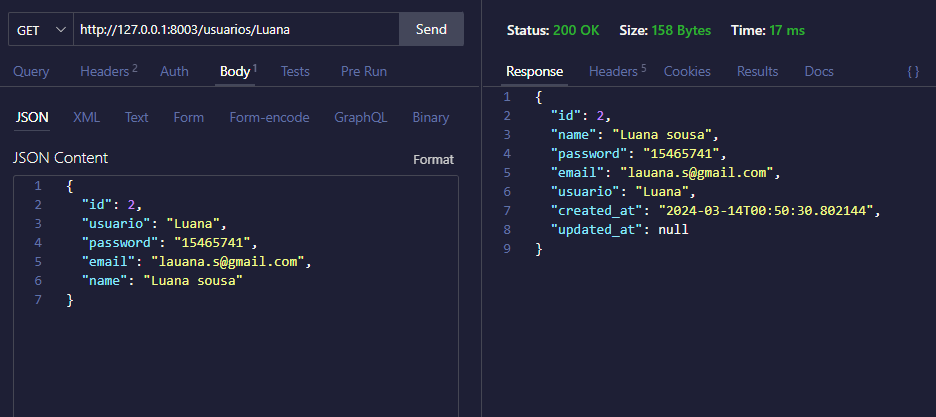 GET http://127.0.0.1:8003/usuarios/Luana Send
Query Headers 2 Auth Body 1 Tests Pre Run
JSON XML Text Form Form-encode GraphQL Binary
JSON Content Format
1 {
2 "id": 2,
3 "usuario": "Luana",
4 "password": "15465741",
5 "email": "lauana.s@gmail.com",
6 "name": "Luana sousa"
7 }
Status: 200 OK Size: 158 Bytes Time: 17 ms
Response Headers 5 Cookies Results Docs { }
1 {
2 "id": 2,
3 "name": "Luana sousa",
4 "password": "15465741",
5 "email": "lauana.s@gmail.com",
6 "usuario": "Luana",
7 "created_at": "2024-03-14T00:50:30.802144",
8 "updated_at": null
9 }